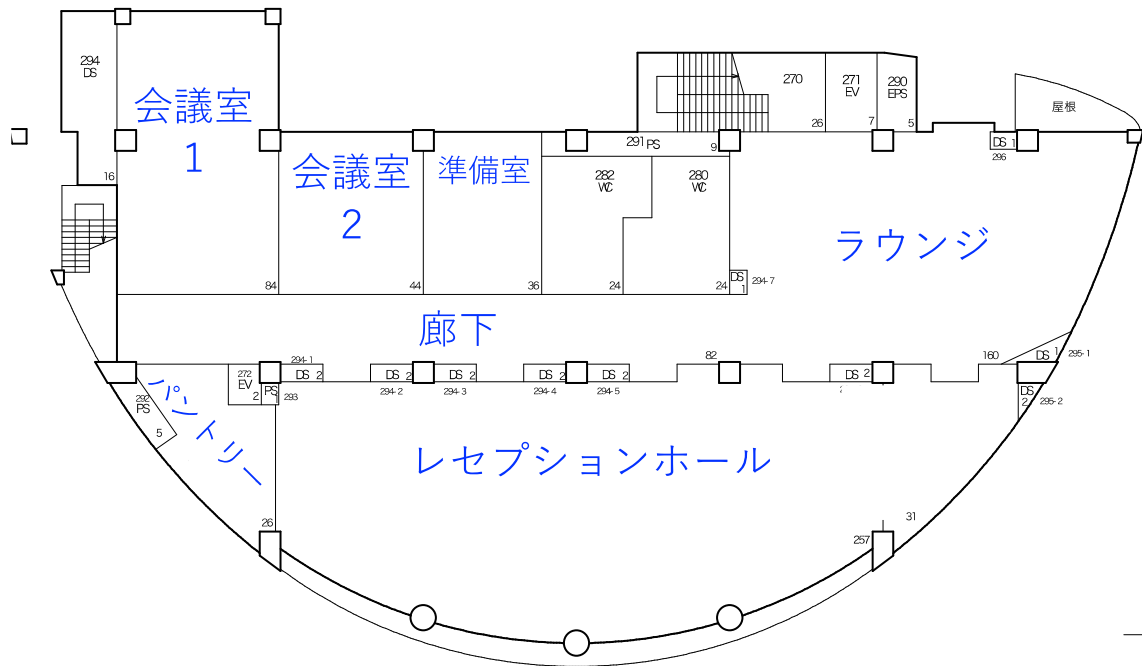 294
DS
会議室
1
16
84
会議室
2
44
準備室
36
291 PS
9
282
WC
24
280
WC
24
270
26
271
EV
7
290
EPS
5
屋根
DS 1
296
ラウンジ
DS
1
294-7
廊下
82
160
DS 1
295-1
DS
2
295-2
294-1
DS 2
DS 2
294-2
DS 2
294-3
DS 2
294-4
DS 2
294-5
DS 2
272
EV
2
PS
293
292
PS
5
パントリー
26
レセプションホール
31
257